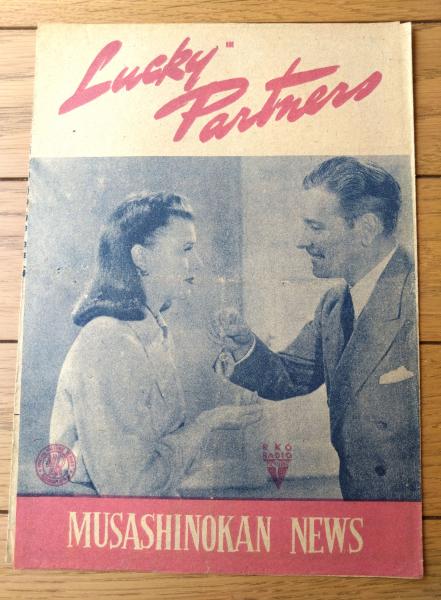 Lucky
Partners
RKO
RADIO
MUSASHINOKAN NEWS